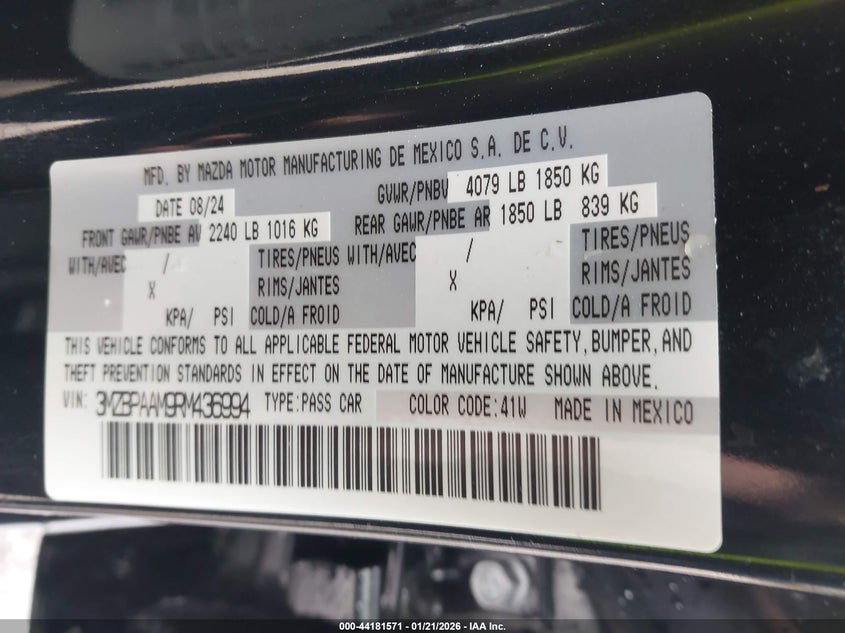 MFD. BY MAZDA MOTOR MANUFACTURING DE MEXICO S.A. DE C.V.
DATE 08/24 GVWR/PNBV 4079 LB 1850 KG
FRONT GAWR/PNBE AV 2240 LB 1016 KG REAR GAWR/PNBE AR 1850 LB 839 KG
WITH/AVEC / TIRES/PNEUS WITH/AVEC / TIRES/PNEUS
X RIMS/JANTES X RIMS/JANTES
KPA/ PSI COLD/A FROID KPA/ PSI COLD/A FROID
THIS VEHICLE CONFORMS TO ALL APPLICABLE FEDERAL MOTOR VEHICLE SAFETY, BUMPER, AND
THEFT PREVENTION STANDARDS IN EFFECT ON THE DATE OF MANUFACTURE SHOWN ABOVE.
VIN: 3MZBPAAM9RM436994 TYPE:PASS CAR COLOR CODE:41W MADE IN MEXICO
000-44181571 | 01/21/2026 - IAA Inc.